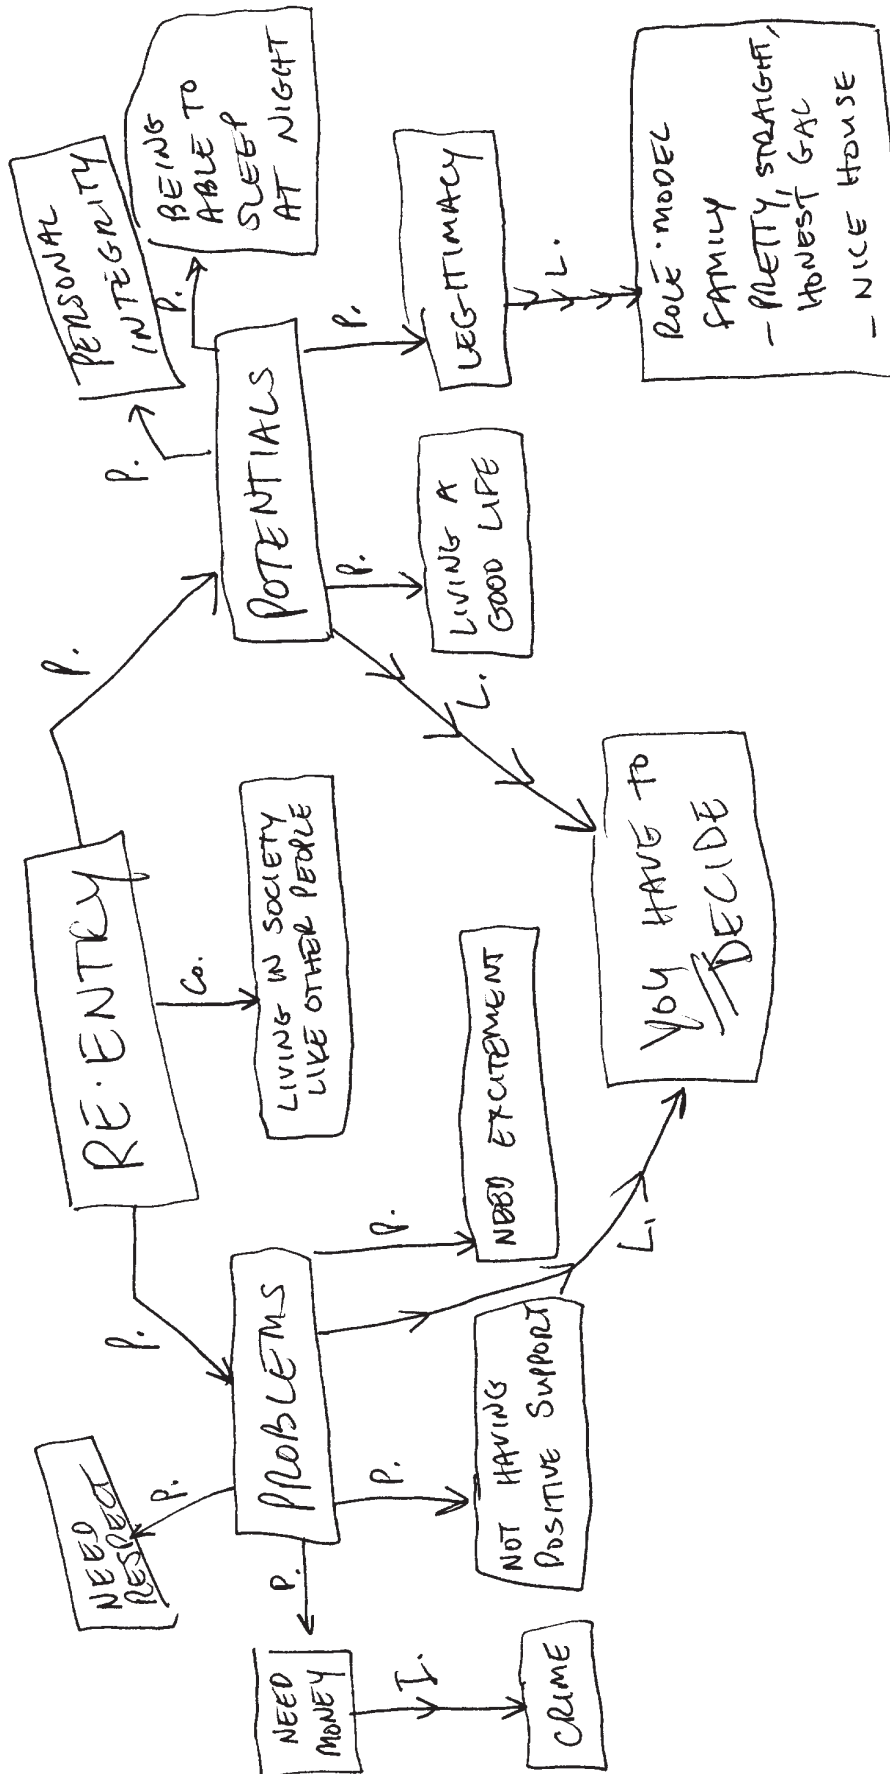 RE·ENTRY
P.
P.
Co.
LIVING IN SOCIETY
LIKE OTHER PEOPLE
PROBLEMS
P.
NEED
RESPECT
P.
NEED
MONEY
I.
CRIME
P.
NOT HAVING
POSITIVE SUPPORT
P.
NEED EXCITEMENT
L.
POTENTIALS
P.
PERSONAL
INTEGRITY
P.
BEING
ABLE TO
SLEEP
AT NIGHT
P.
LIVING A
GOOD LIFE
P.
LEGITIMACY
L.
ROLE·MODEL
FAMILY
- PRETTY, STRAIGHT,
HONEST GAL
- NICE HOUSE
L.
YOU HAVE TO
DECIDE